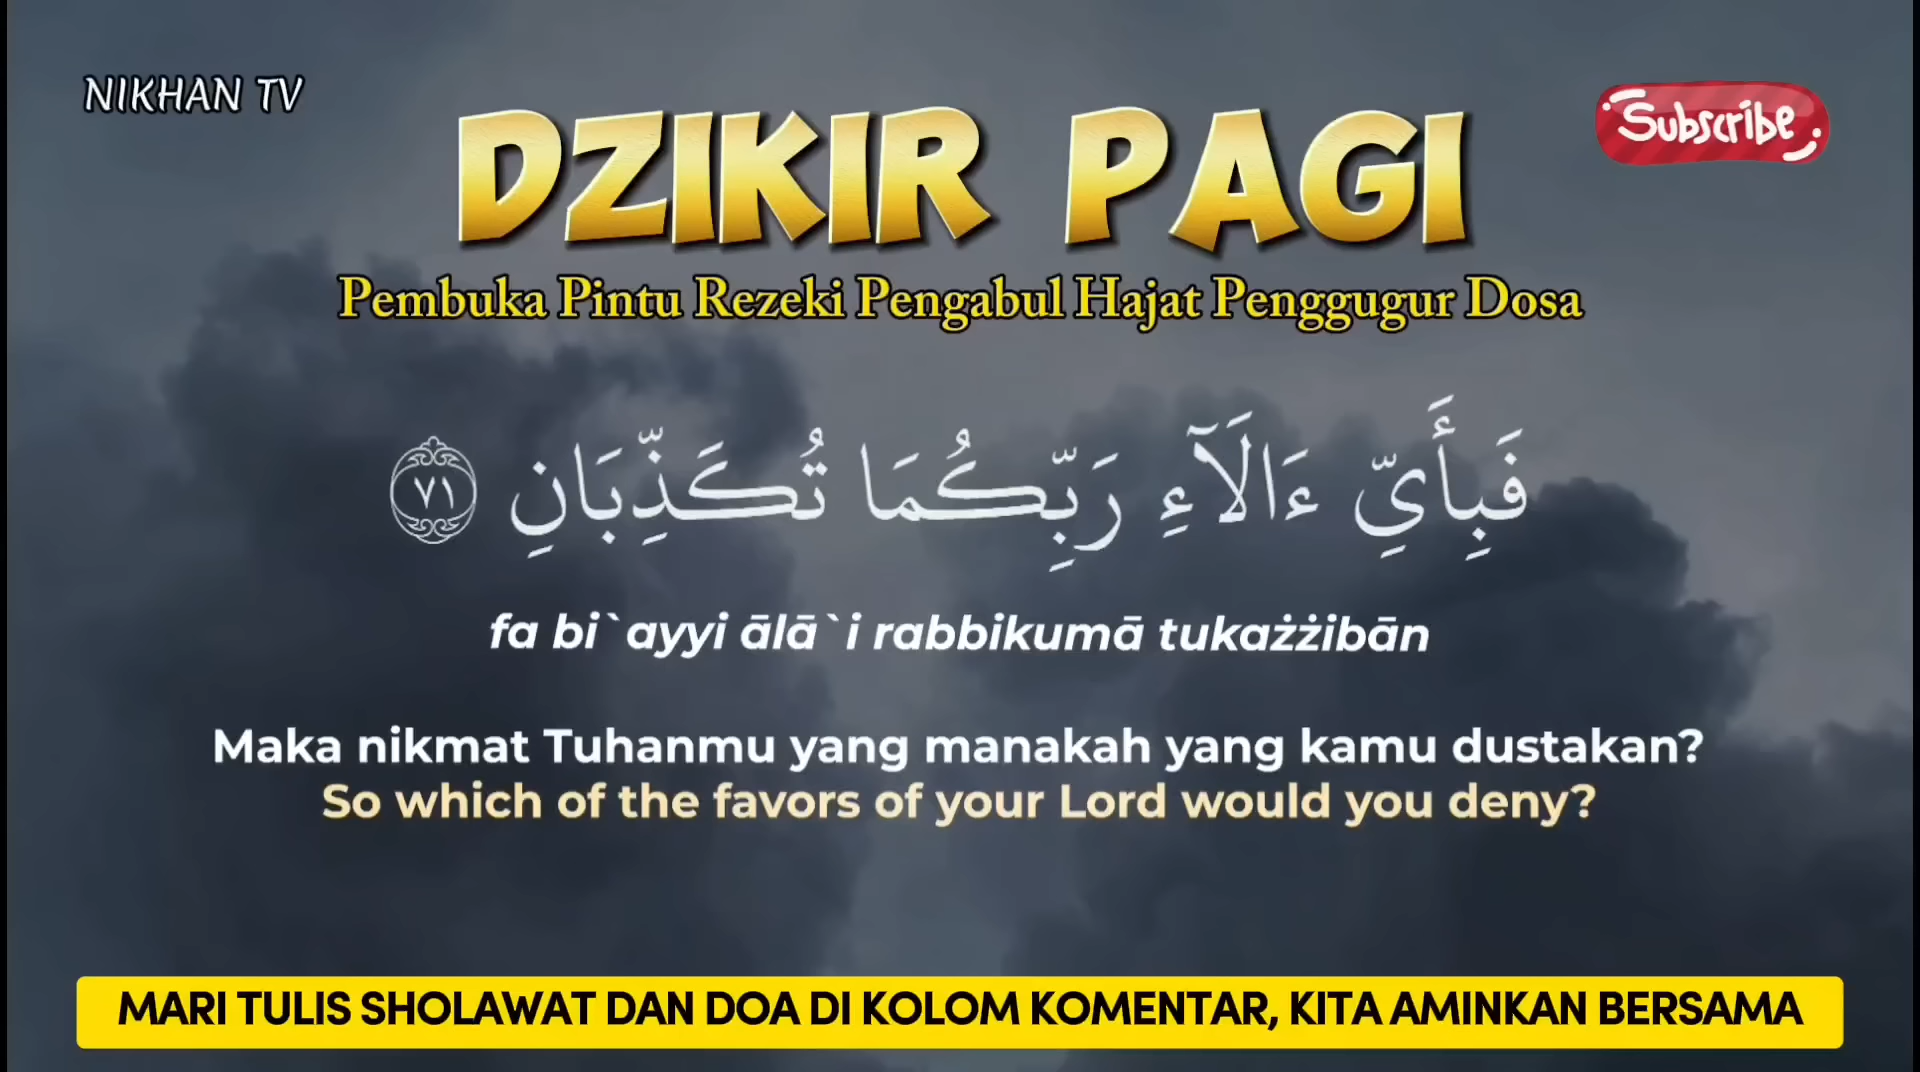 NIKHAN TV
Subscribe
DZIKIR PAGI
Pembuka Pintu Rezeki Pengabul Hajat Penggugur Dosa
فَبِأَيِّ ءَالَآءِ رَبِّكُمَا تُكَذِّبَانِ ٧١
fa bi`ayyi ālā`i rabbikumā tukażżibān
Maka nikmat Tuhanmu yang manakah yang kamu dustakan?
So which of the favors of your Lord would you deny?
MARI TULIS SHOLAWAT DAN DOA DI KOLOM KOMENTAR, KITA AMINKAN BERSAMA